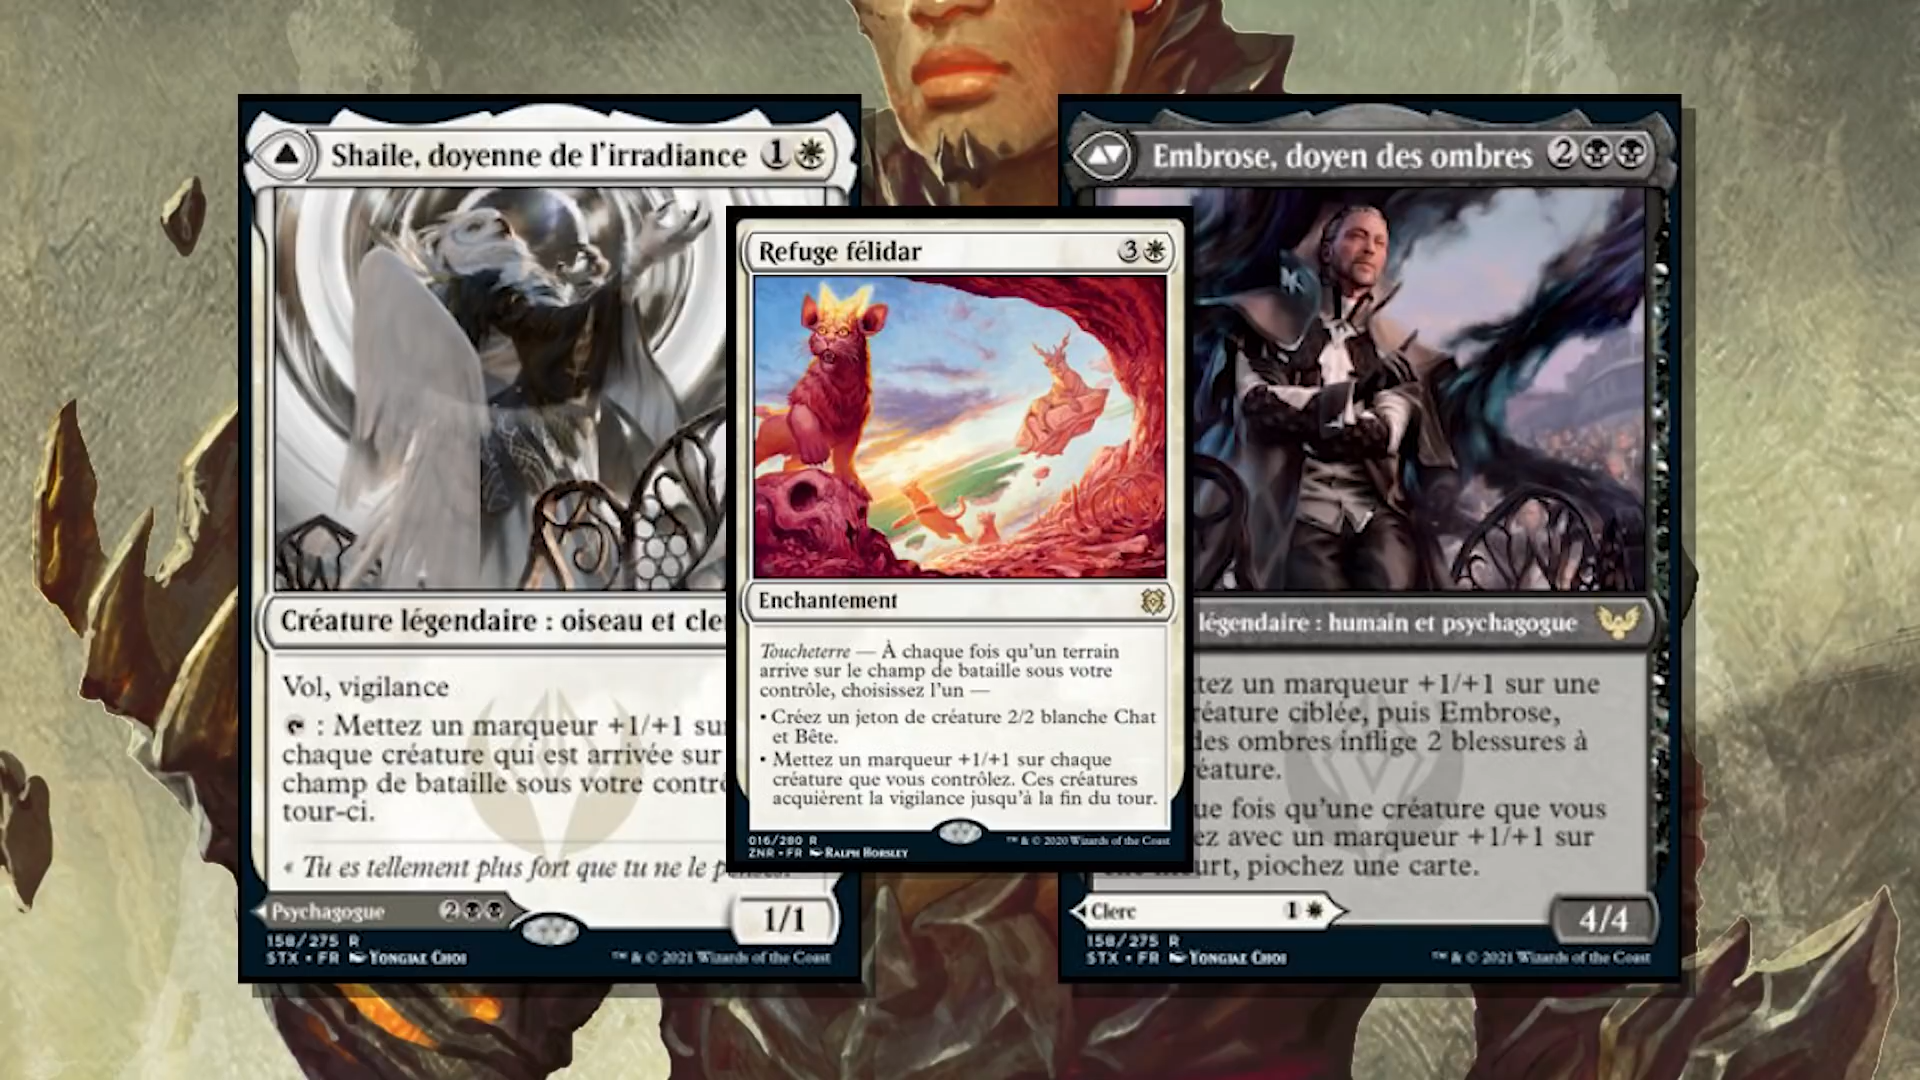 Shaile, doyenne de l'irradiance 1
Créature légendaire : oiseau et
Vol, vigilance
: Mettez un marqueur +1/+1
chaque créature qui est arrivée sur
champ de bataille sous votre
tour-ci.
« Tu es tellement plus fort que tu ne le
Psychagogue 2
1/1
158/275 R
STX • FR YONGJAE CHOI
™ & © 2021 Wizards of the Coast
Refuge félidar 3
Enchantement
Toucheterre — À chaque fois qu'un terrain
arrive sur le champ de bataille sous votre
contrôle, choisissez l'un —
• Créez un jeton de créature 2/2 blanche Chat
et Bête.
• Mettez un marqueur +1/+1 sur chaque
créature que vous contrôlez. Ces créatures
acquièrent la vigilance jusqu'à la fin du tour.
016/280 R
ZNR • FR RALPH HORSLEY
™ & © 2020 Wizards of the Coast
Embrose, doyen des ombres 2
légendaire : humain et psychagogue
un marqueur +1/+1 sur une
ciblée, puis Embrose,
des ombres inflige 2 blessures à
fois qu'une créature que vous
avec un marqueur +1/+1 sur
piochez une carte.
Clerc 1
4/4
158/275 R
STX • FR YONGJAE CHOI
™ & © 2021 Wizards of the Coast